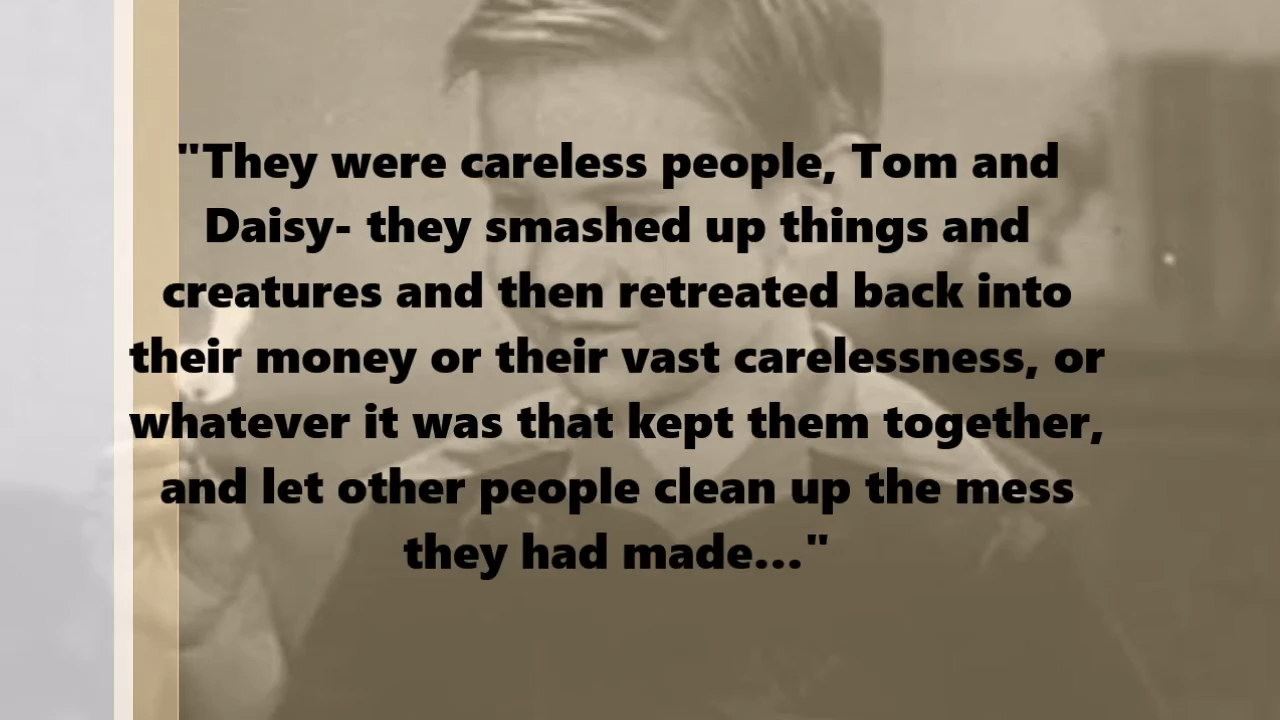 "They were careless people, Tom and
Daisy- they smashed up things and
creatures and then retreated back into
their money or their vast carelessness, or
whatever it was that kept them together,
and let other people clean up the mess
they had made..."